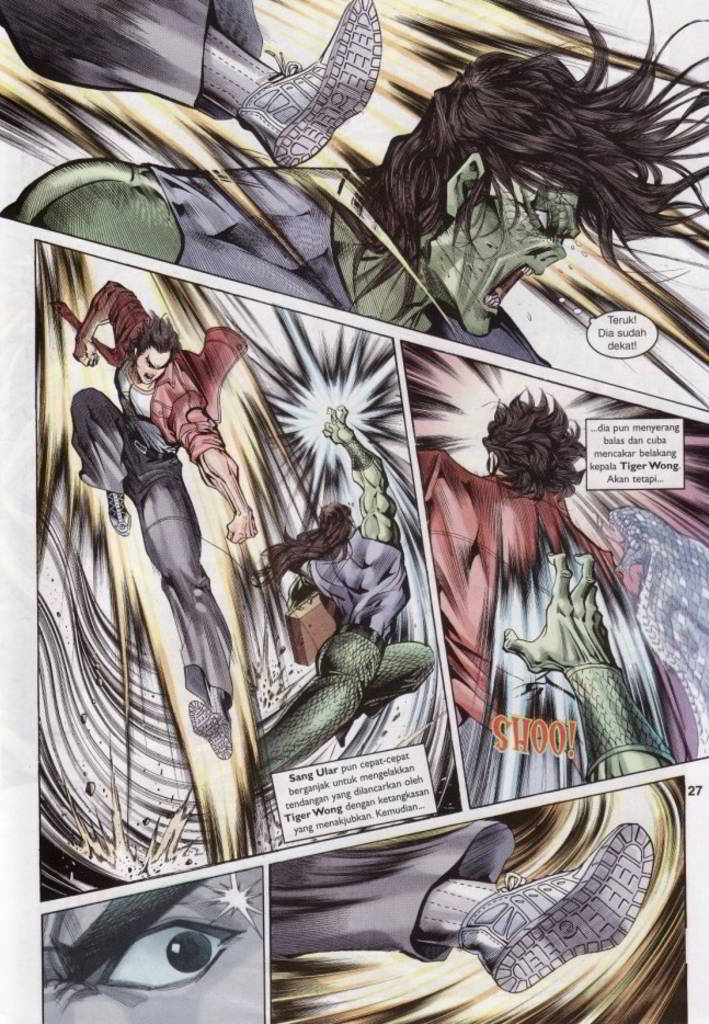 Teruk!
Dia sudah
dekat!
...dia pun menyerang
balas dan cuba
mencakar belakang
kepala Tiger Wong.
Akan tetapi...
SHOO!
Sang Ular pun cepat-cepat
berganjak untuk mengelakkan
tendangan yang dilancarkan oleh
Tiger Wong dengan ketangkasan
yang menakjubkan. Kemudian...
27